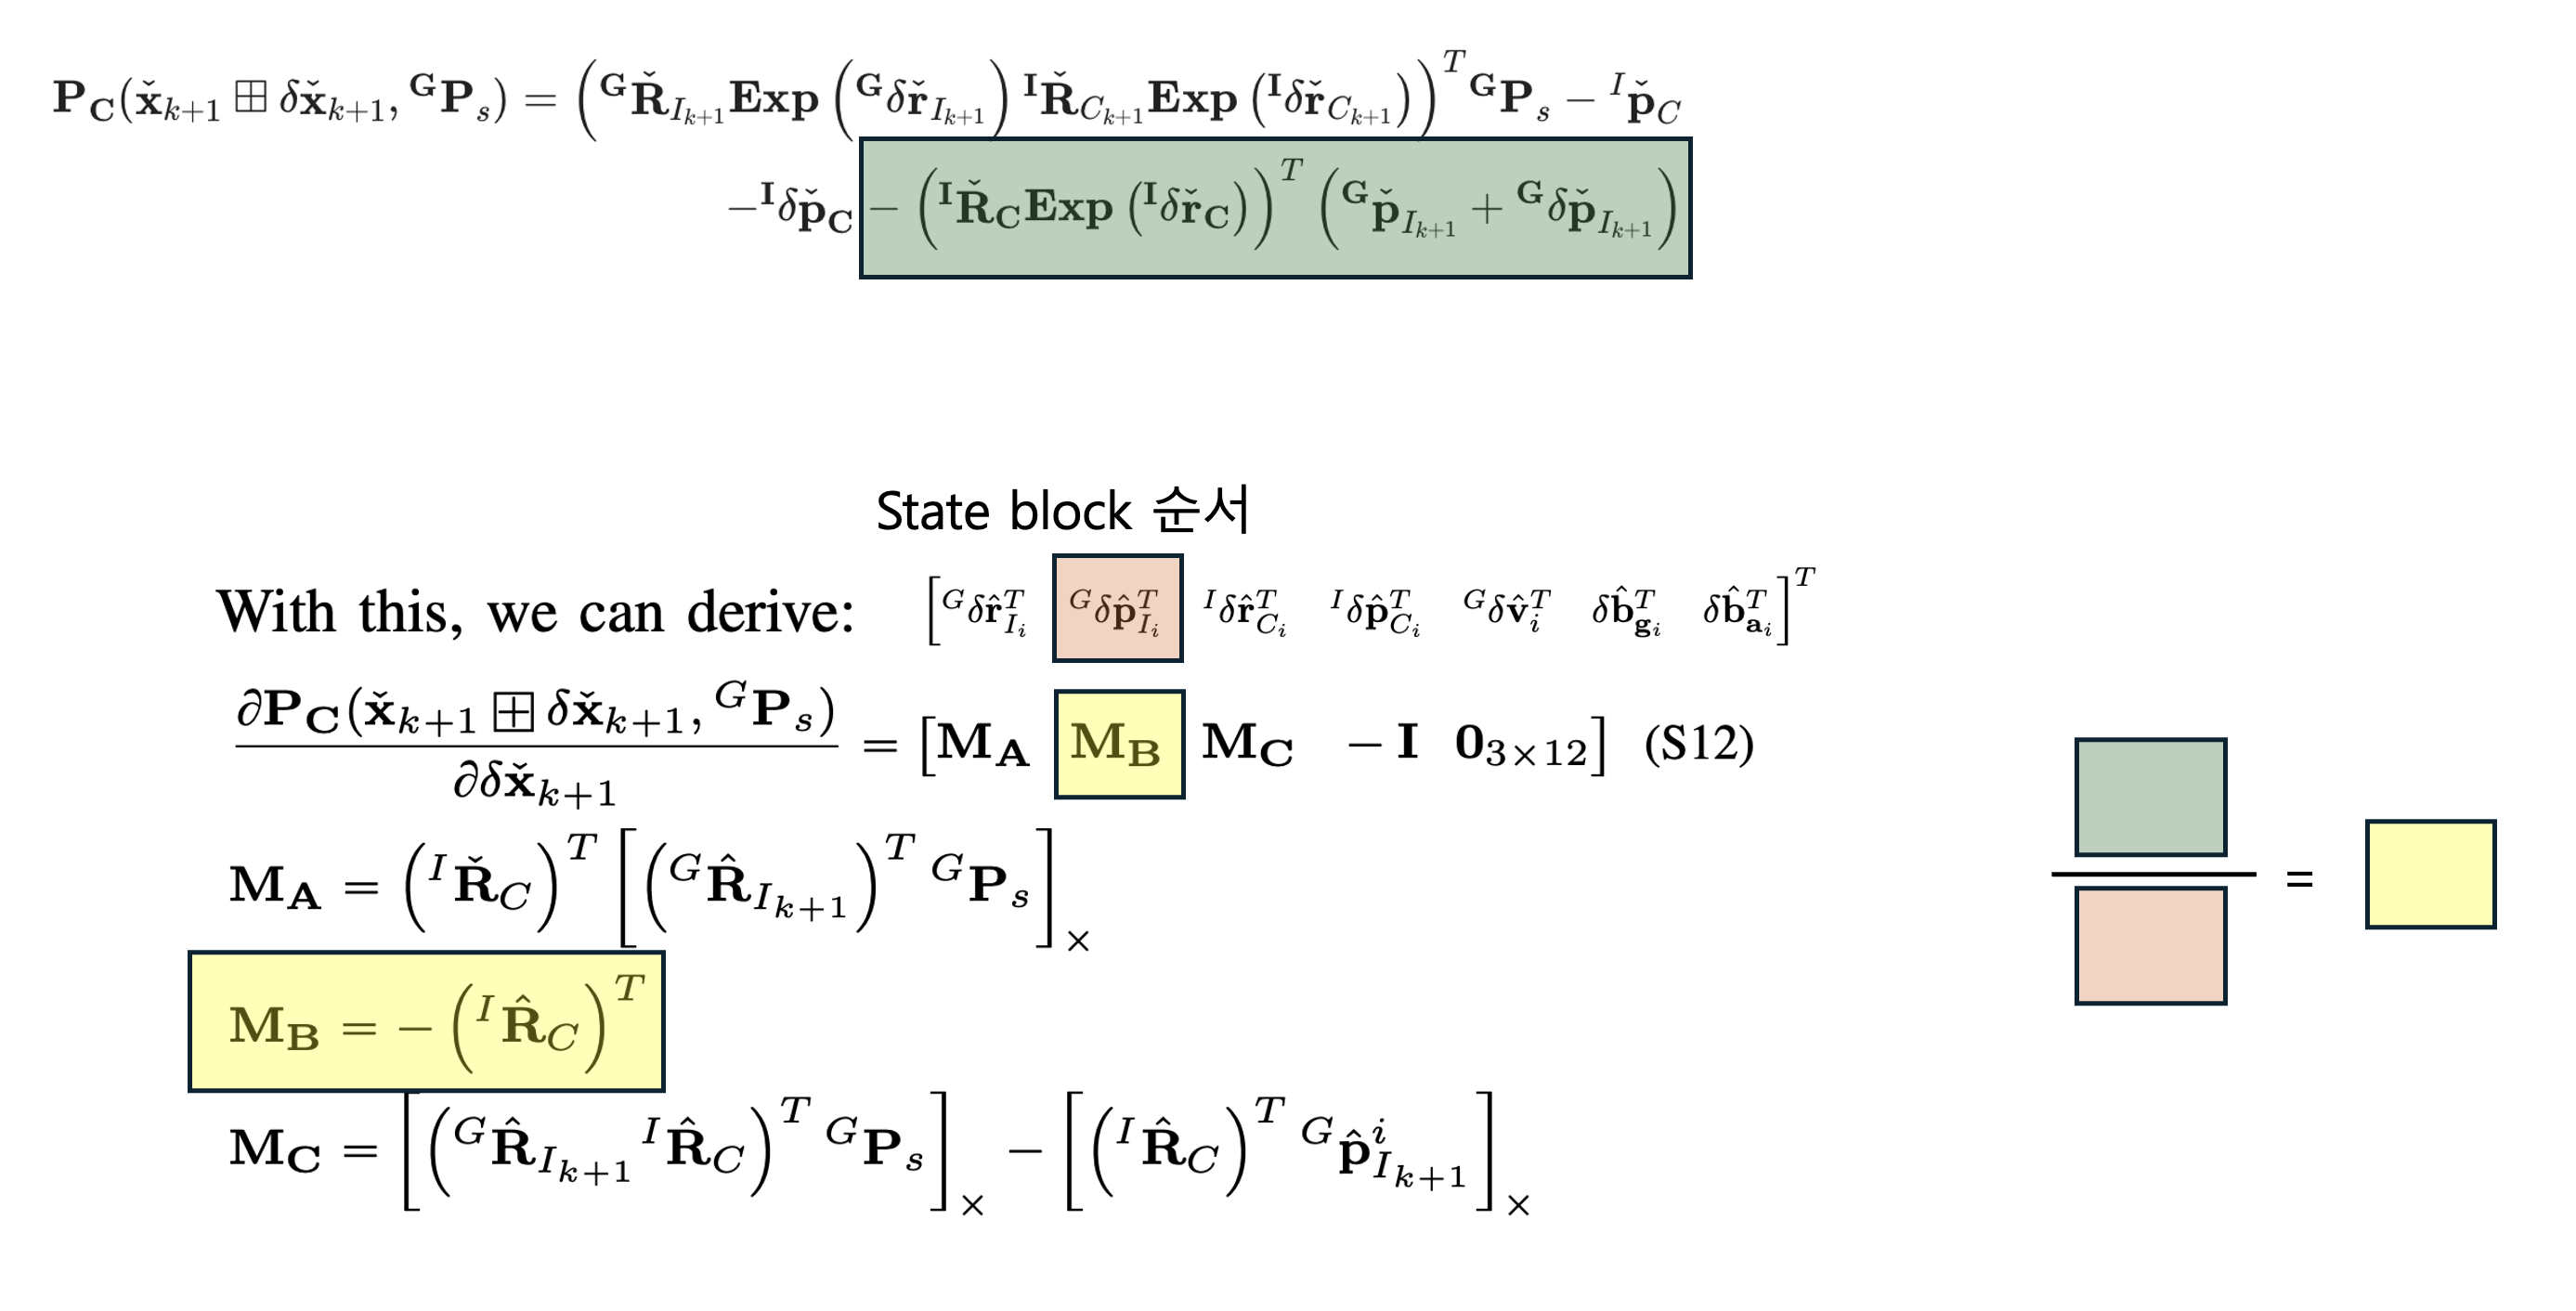 $\mathbf{P_C}(\check{\mathbf{x}}_{k+1} \boxplus \delta\check{\mathbf{x}}_{k+1}, {}^{\mathbf{G}}\mathbf{P}_s) = \left({}^{\mathbf{G}}\check{\mathbf{R}}_{I_{k+1}} \mathbf{Exp}\left({}^{\mathbf{G}}\delta\check{\mathbf{r}}_{I_{k+1}}\right) {}^{\mathbf{I}}\check{\mathbf{R}}_{C_{k+1}} \mathbf{Exp}\left({}^{\mathbf{I}}\delta\check{\mathbf{r}}_{C_{k+1}}\right)\right)^T {}^{\mathbf{G}}\mathbf{P}_s - {}^{I}\check{\mathbf{p}}_C$
$-{}^{\mathbf{I}}\delta\check{\mathbf{p}}_{\mathbf{C}} - \left({}^{\mathbf{I}}\check{\mathbf{R}}_{\mathbf{C}} \mathbf{Exp}\left({}^{\mathbf{I}}\delta\check{\mathbf{r}}_{\mathbf{C}}\right)\right)^T \left({}^{\mathbf{G}}\check{\mathbf{p}}_{I_{k+1}} + {}^{\mathbf{G}}\delta\check{\mathbf{p}}_{I_{k+1}}\right)$
State block 순서
With this, we can derive: $\left[{}^{G}\delta\hat{\mathbf{r}}_{I_i}^T \quad {}^{G}\delta\hat{\mathbf{p}}_{I_i}^T \quad {}^{I}\delta\hat{\mathbf{r}}_{C_i}^T \quad {}^{I}\delta\hat{\mathbf{p}}_{C_i}^T \quad {}^{G}\delta\hat{\mathbf{v}}_i^T \quad \delta\hat{\mathbf{b}}_{\mathbf{g}_i}^T \quad \delta\hat{\mathbf{b}}_{\mathbf{a}_i}^T\right]^T$
$\frac{\partial \mathbf{P_C}(\check{\mathbf{x}}_{k+1} \boxplus \delta\check{\mathbf{x}}_{k+1}, {}^{G}\mathbf{P}_s)}{\partial \delta\check{\mathbf{x}}_{k+1}} = \left[\mathbf{M_A} \quad \mathbf{M_B} \quad \mathbf{M_C} \quad -\mathbf{I} \quad \mathbf{0}_{3\times 12}\right]$ (S12)
$\mathbf{M_A} = \left({}^{I}\check{\mathbf{R}}_C\right)^T \left[\left({}^{G}\hat{\mathbf{R}}_{I_{k+1}}\right)^T {}^{G}\mathbf{P}_s\right]_\times$
=
$\mathbf{M_B} = -\left({}^{I}\hat{\mathbf{R}}_C\right)^T$
$\mathbf{M_C} = \left[\left({}^{G}\hat{\mathbf{R}}_{I_{k+1}} {}^{I}\hat{\mathbf{R}}_C\right)^T {}^{G}\mathbf{P}_s\right]_\times - \left[\left({}^{I}\hat{\mathbf{R}}_C\right)^T {}^{G}\hat{\mathbf{p}}_{I_{k+1}}^i\right]_\times$